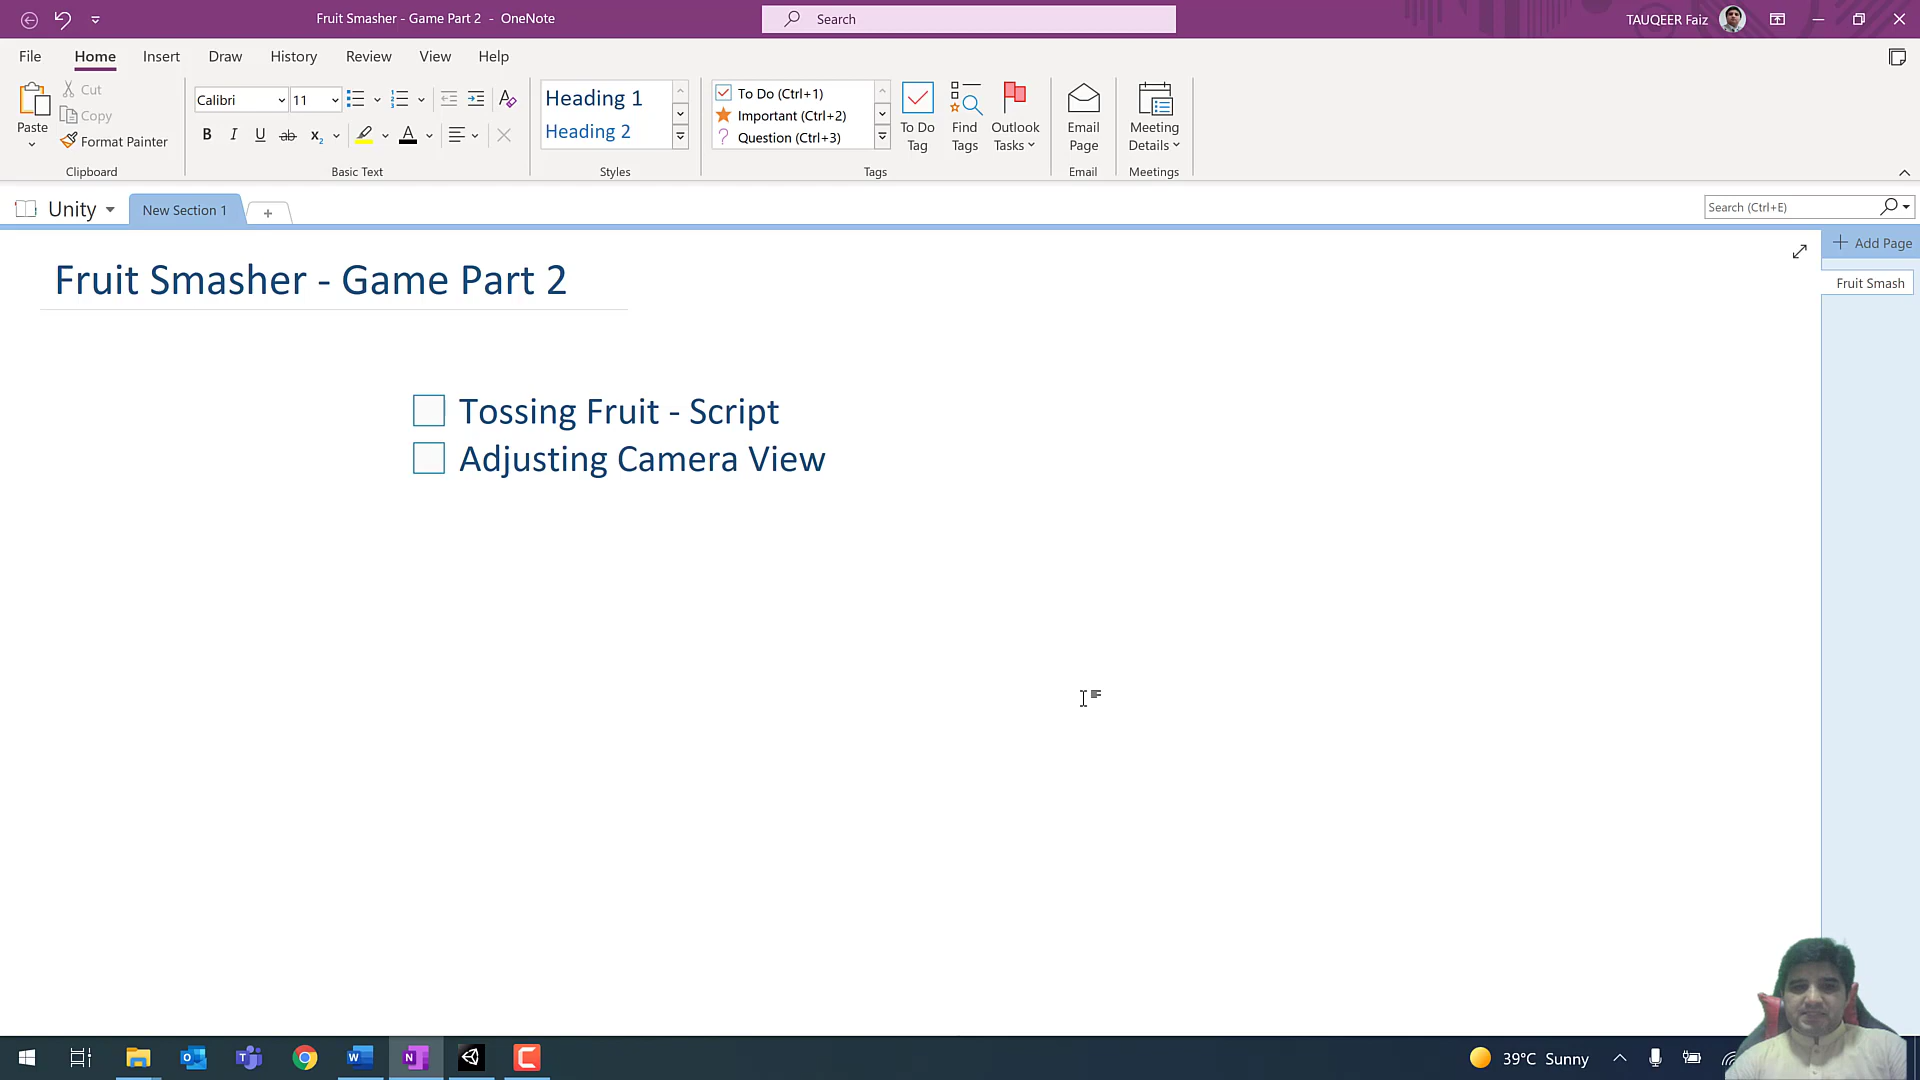 Fruit Smasher - Game Part 2 - OneNote
Search
TAUQEER Faiz
File Home Insert Draw History Review View Help
Paste
Cut
Copy
Format Painter
Clipboard
Calibri 11
B I U ab x2 A
Basic Text
Heading 1
Heading 2
Styles
To Do (Ctrl+1)
Important (Ctrl+2)
Question (Ctrl+3)
To Do Tag
Find Tags
Outlook Tasks
Tags
Email Page
Email
Meeting Details
Meetings
Unity
New Section 1
Search (Ctrl+E)
Add Page
Fruit Smash
Fruit Smasher - Game Part 2
Tossing Fruit - Script
Adjusting Camera View
39°C Sunny